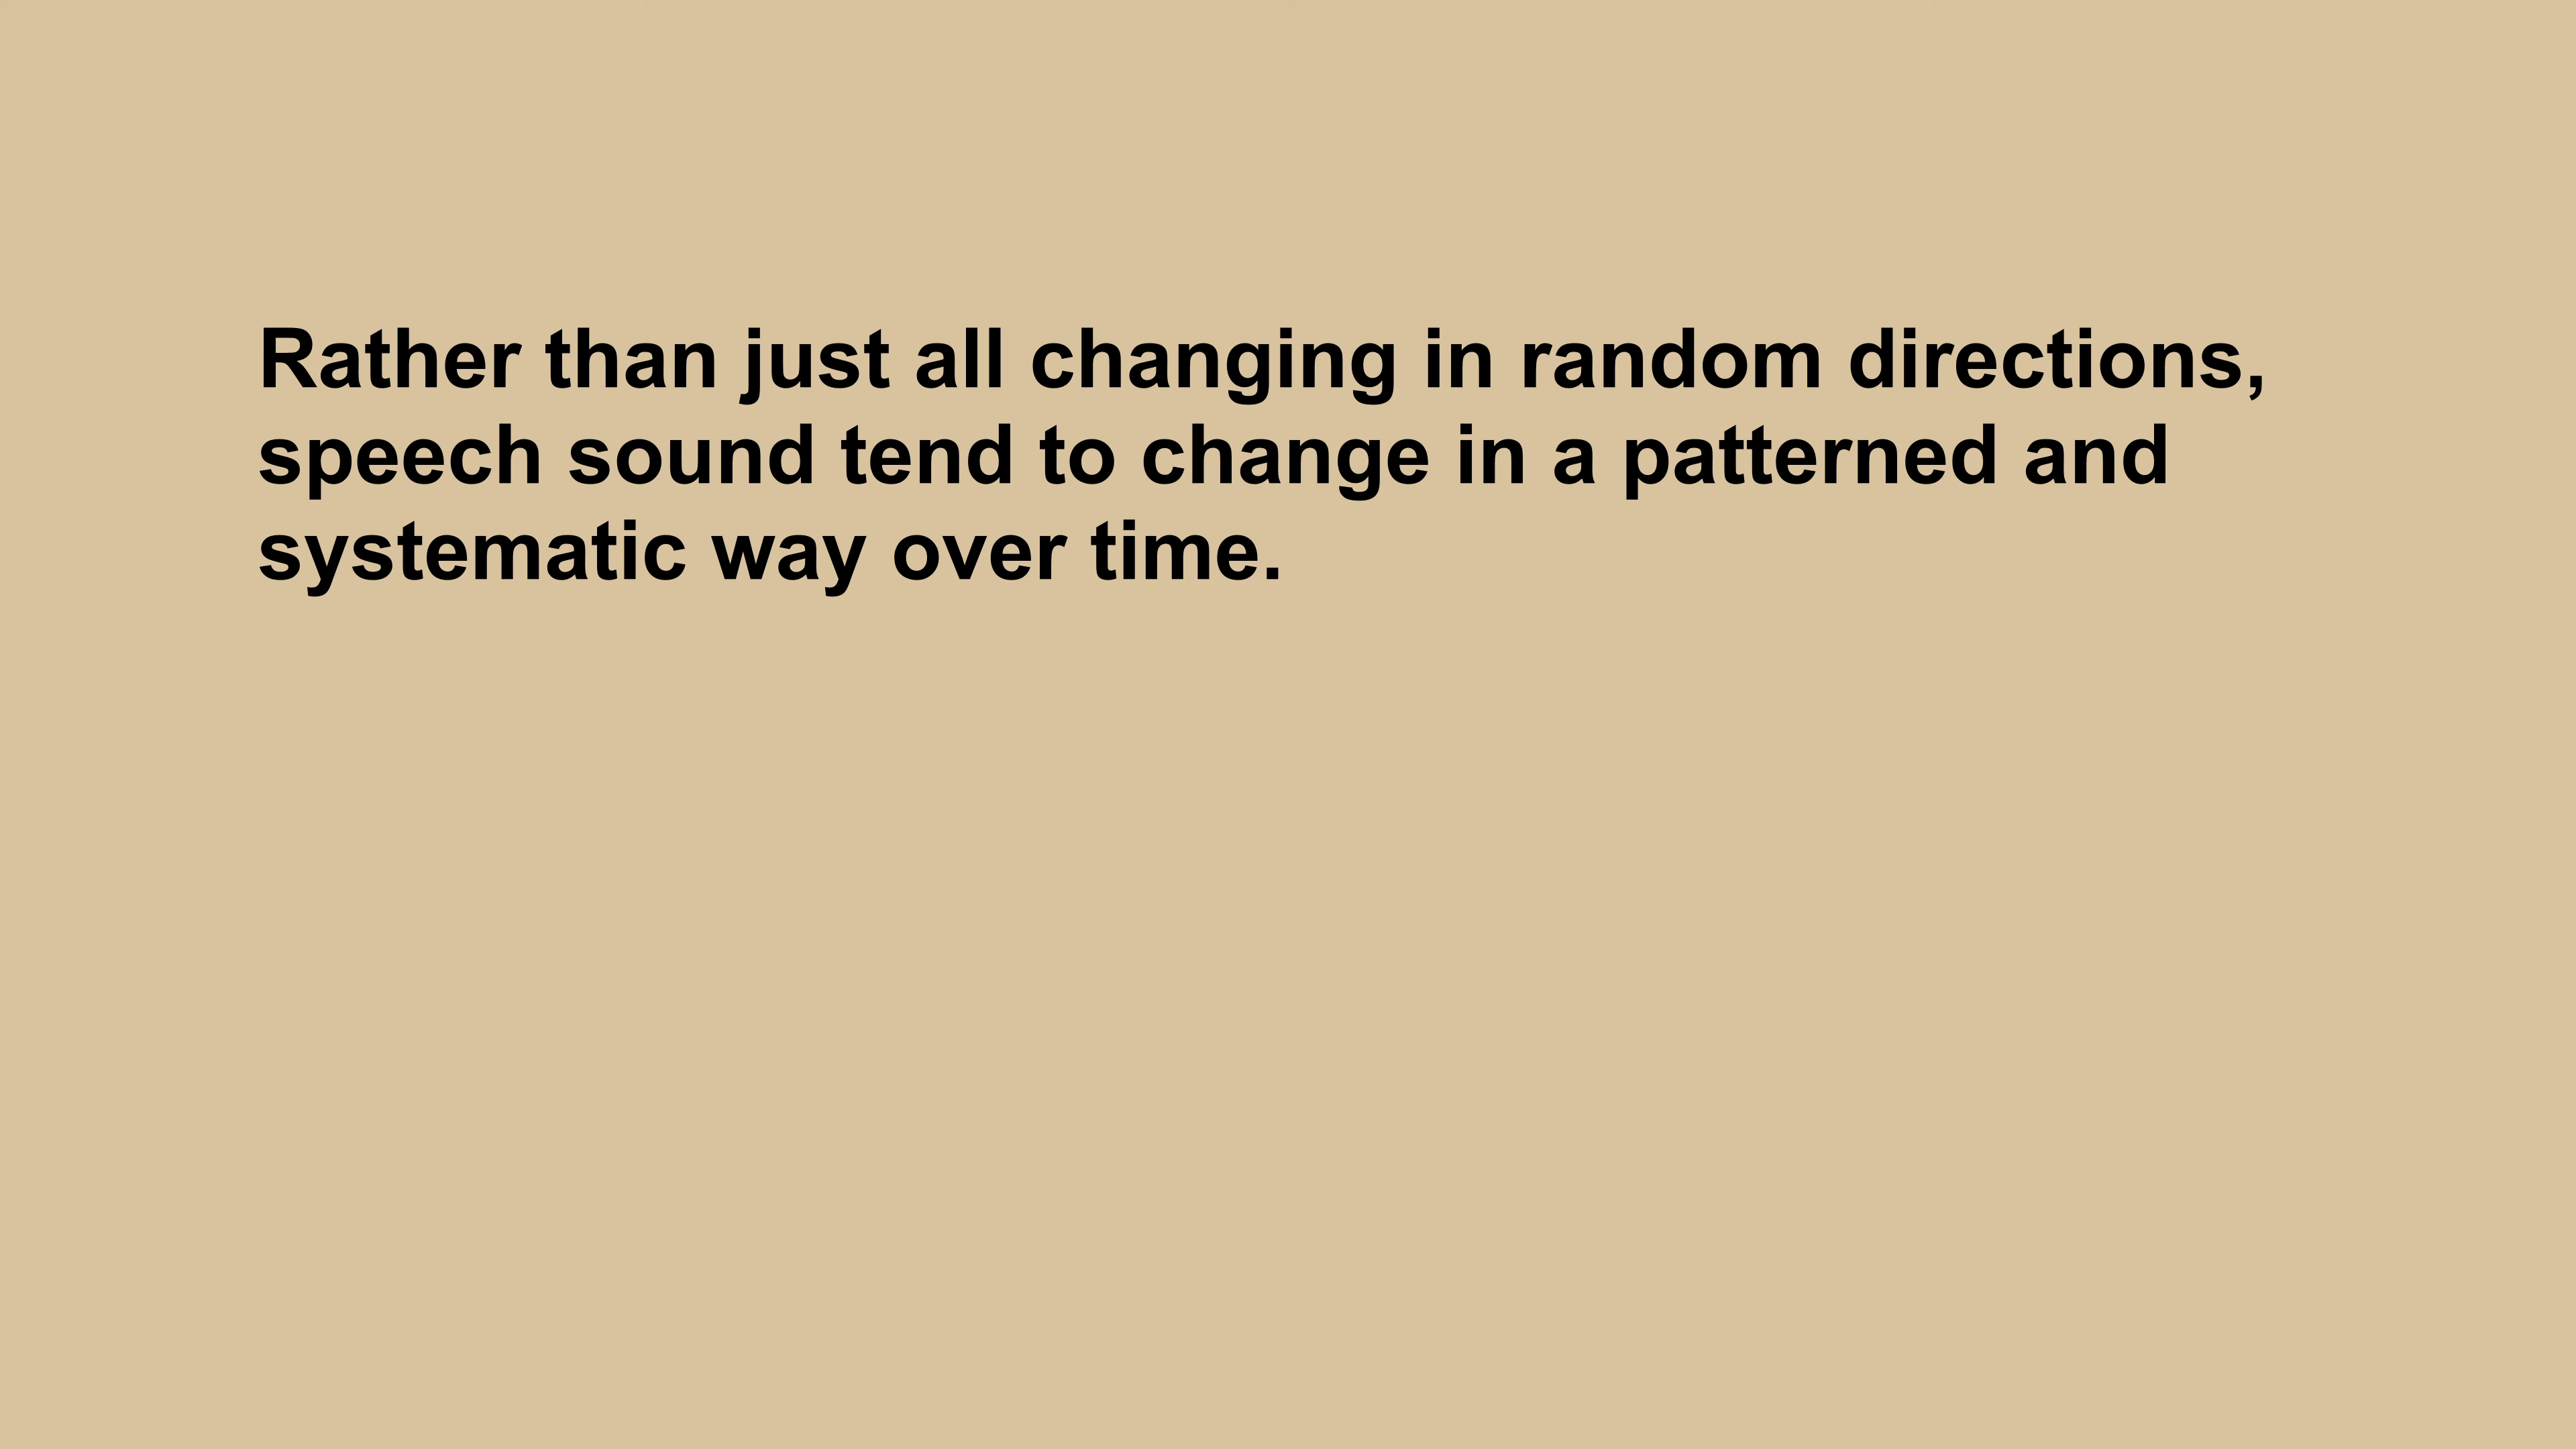 Rather than just all changing in random directions,
speech sound tend to change in a patterned and
systematic way over time.